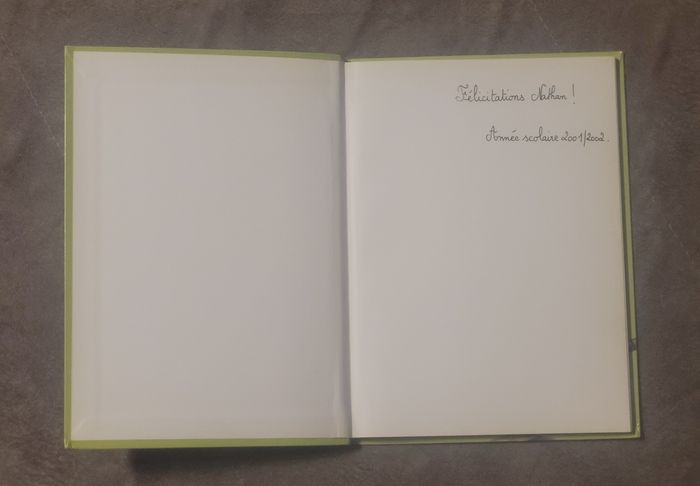 Félicitations Nathan !
Année scolaire 2001/2002.